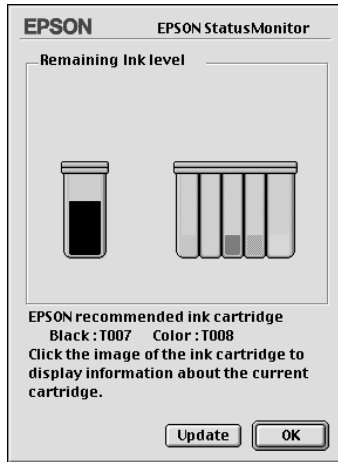 EPSON EPSON StatusMonitor
Remaining Ink level
EPSON recommended ink cartridge
Black : T007 Color : T008
Click the image of the ink cartridge to
display information about the current
cartridge.
Update OK